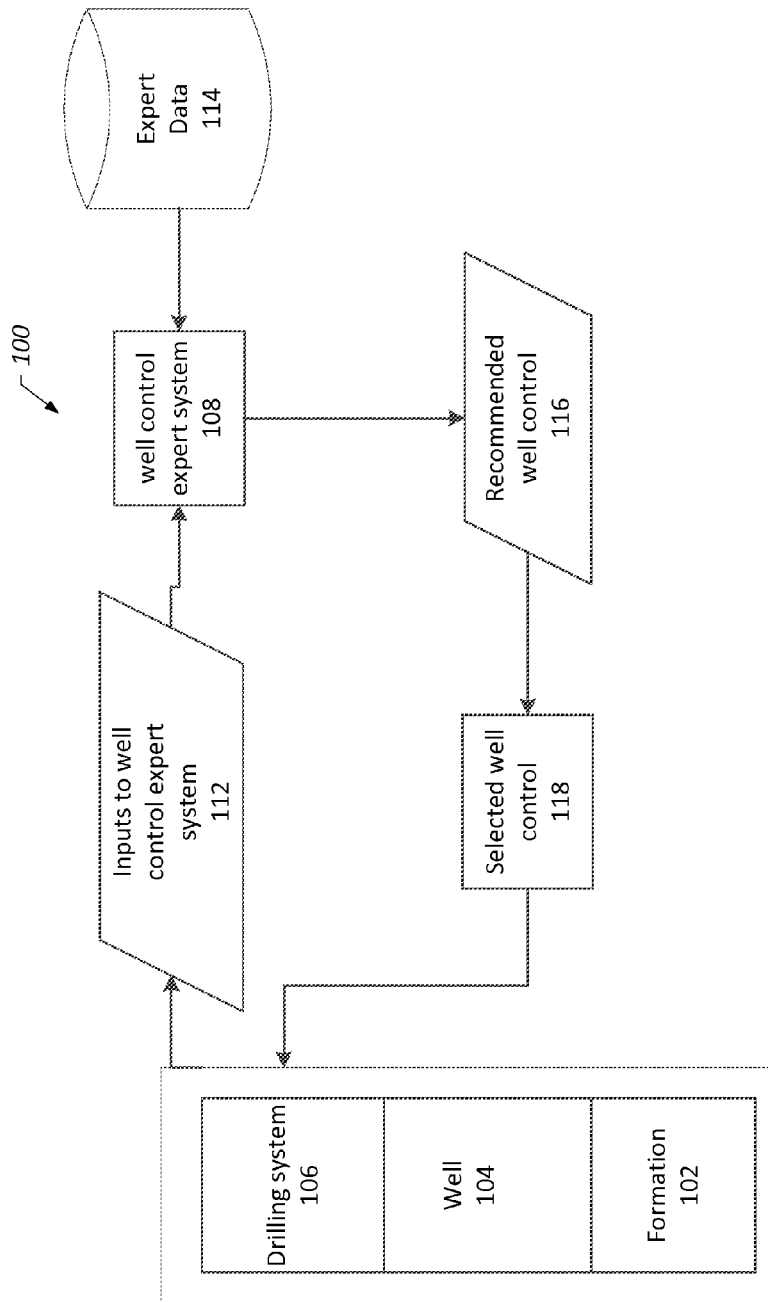 100
Drilling system
106
Well
104
Formation
102
Inputs to well
control expert
system
112
well control
expert system
108
Expert
Data
114
Recommended
well control
116
Selected well
control
118